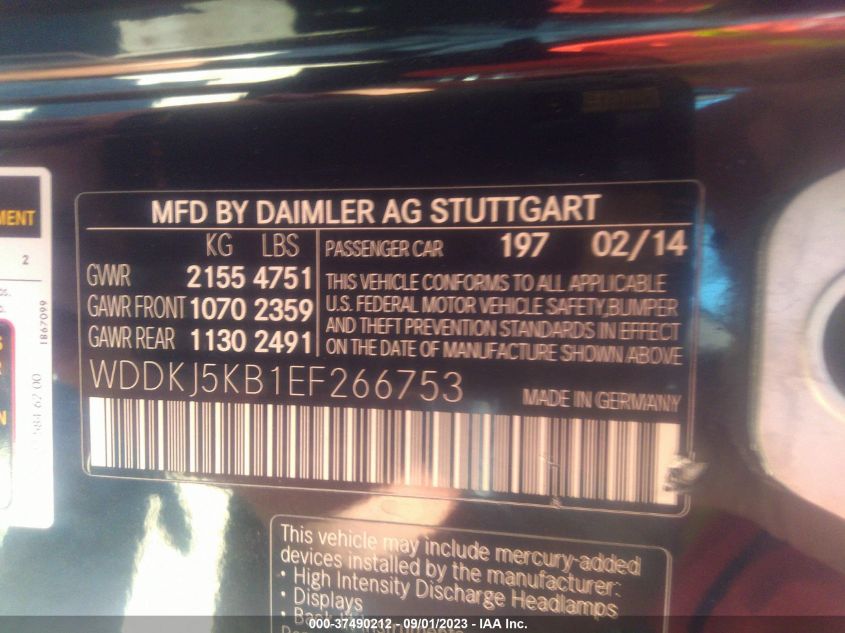 MFD BY DAIMLER AG STUTTGART
KG LBS
GVWR 2155 4751
GAWR FRONT 1070 2359
GAWR REAR 1130 2491
PASSENGER CAR 197 02/14
THIS VEHICLE CONFORMS TO ALL APPLICABLE
U.S. FEDERAL MOTOR VEHICLE SAFETY,BUMPER
AND THEFT PREVENTION STANDARDS IN EFFECT
ON THE DATE OF MANUFACTURE SHOWN ABOVE
WDDKJ5KB1EF266753
MADE IN GERMANY
2
1867099
This vehicle may include mercury-added
devices installed by the manufacturer:
• High Intensity Discharge Headlamps
• Displays
000-37490212 - 09/01/2023 - IAA Inc.